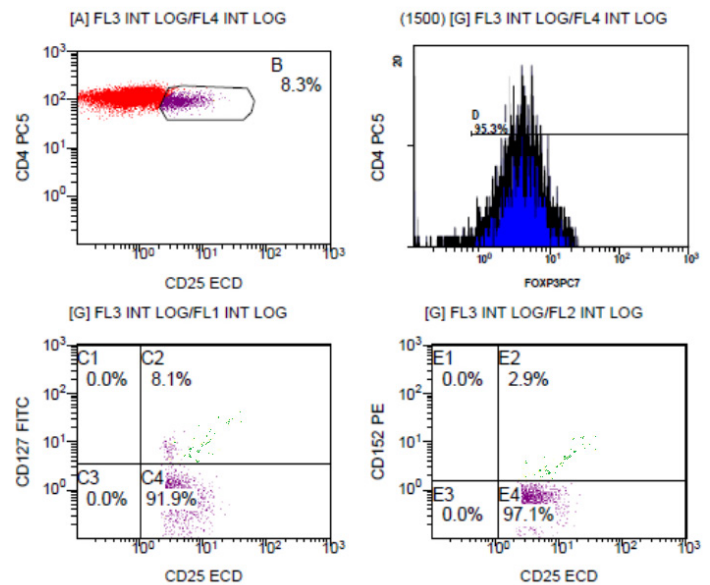 [A] FL3 INT LOG/FL4 INT LOG
10³
10²
10¹
10⁰
CD4 PC5
B
8.3%
10⁰ 10¹ 10² 10³
CD25 ECD
(1500) [G] FL3 INT LOG/FL4 INT LOG
20
CD4 PC5
D
95.3%
10⁰ 10¹ 10² 10³
FOXP3PC7
[G] FL3 INT LOG/FL1 INT LOG
10³
10²
10¹
10⁰
CD127 FITC
C1 C2
0.0% 8.1%
C3 C4
0.0% 91.9%
10⁰ 10¹ 10² 10³
CD25 ECD
[G] FL3 INT LOG/FL2 INT LOG
10³
10²
10¹
10⁰
CD152 PE
E1 E2
0.0% 2.9%
E3 E4
0.0% 97.1%
10⁰ 10¹ 10² 10³
CD25 ECD